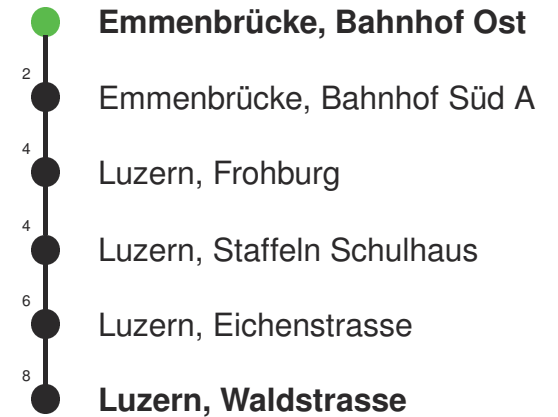 Emmenbrücke, Bahnhof Ost
2
Emmenbrücke, Bahnhof Süd A
4
Luzern, Frohburg
4
Luzern, Staffeln Schulhaus
6
Luzern, Eichenstrasse
8
Luzern, Waldstrasse